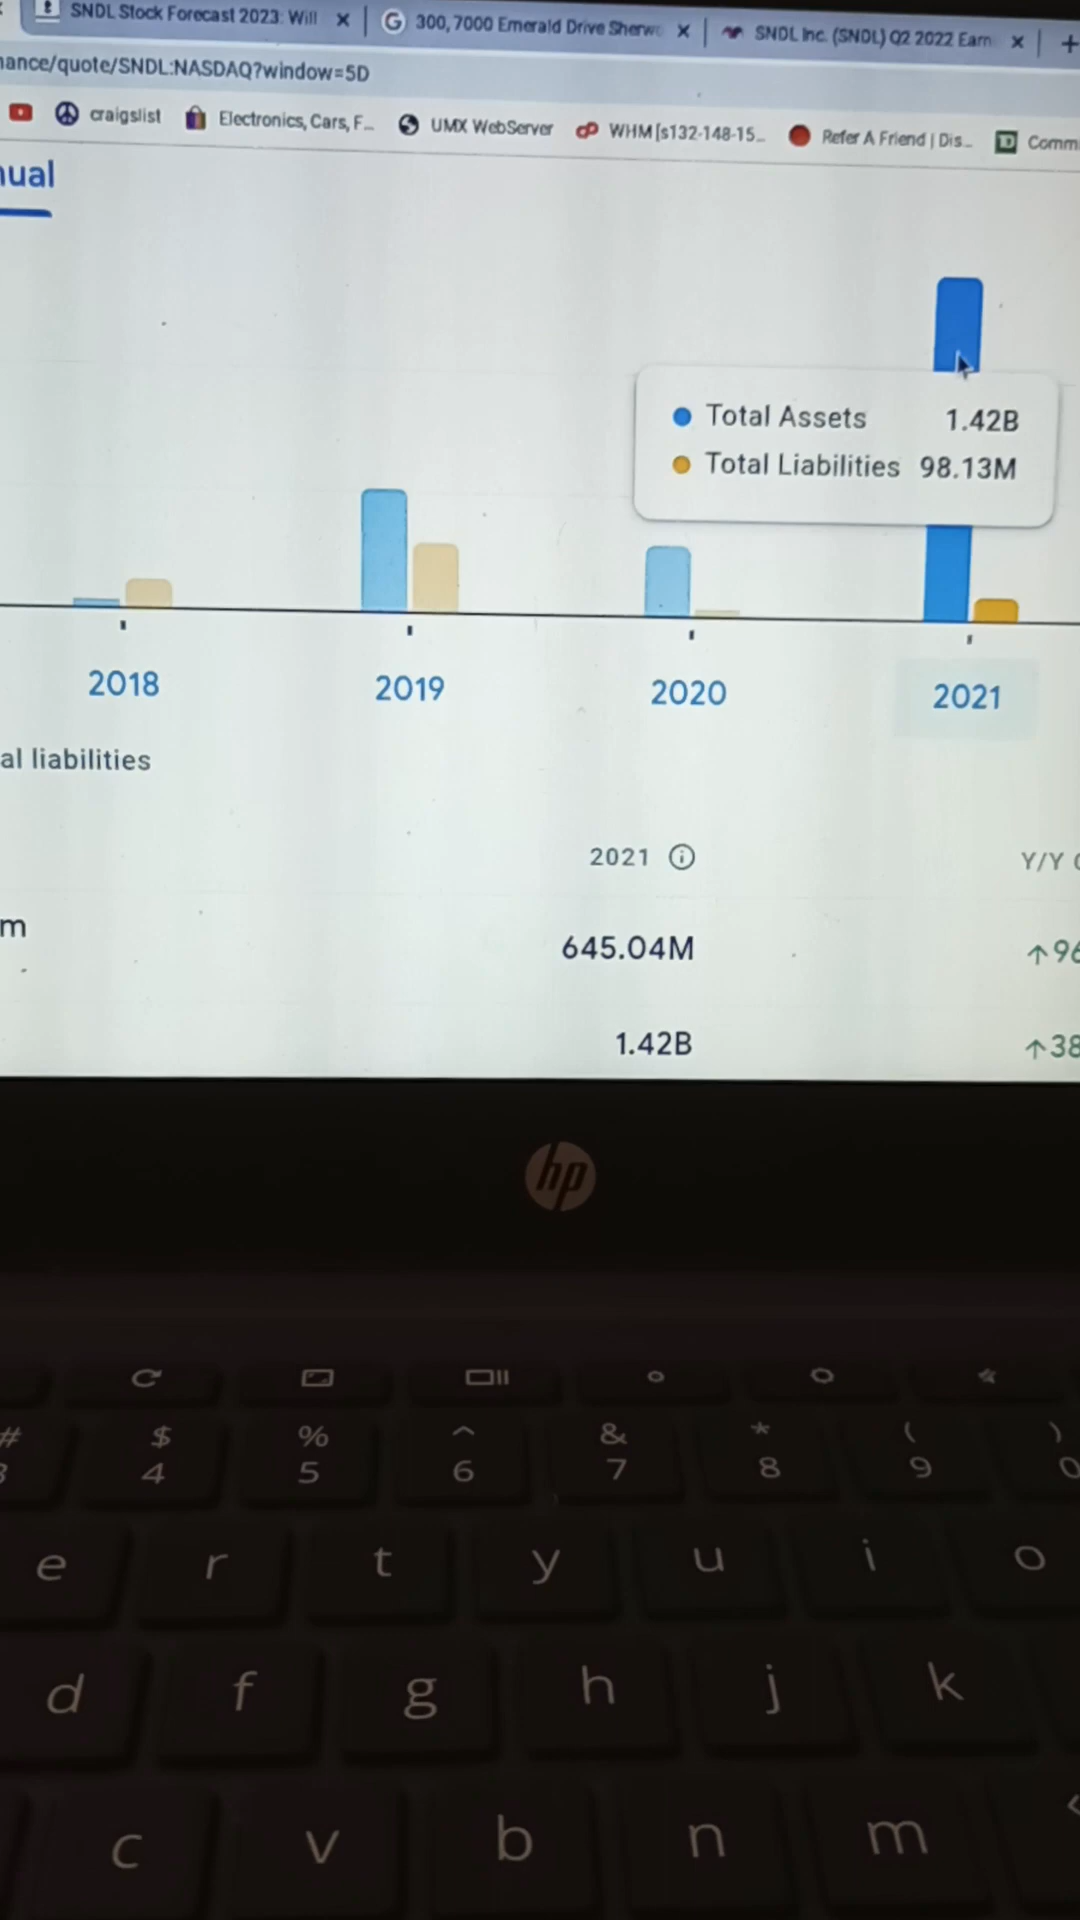 SNDL Stock Forecast 2023: Will
300, 7000 Emerald Drive Sherw
SNDL Inc. (SNDL) Q2 2022 Earn
ance/quote/SNDL:NASDAQ?window=5D
craigslist
Electronics, Cars, F...
UMX WebServer
WHM [s132-148-15...
Refer A Friend | Dis...
Comm
nual
Total Assets 1.42B
Total Liabilities 98.13M
2018 2019 2020 2021
al liabilities
2021 Y/Y
m
645.04M ↑96
1.42B ↑38
hp
# $ % ^ & * ( )
3 4 5 6 7 8 9 0
e r t y u i o
d f g h j k
c v b n m <